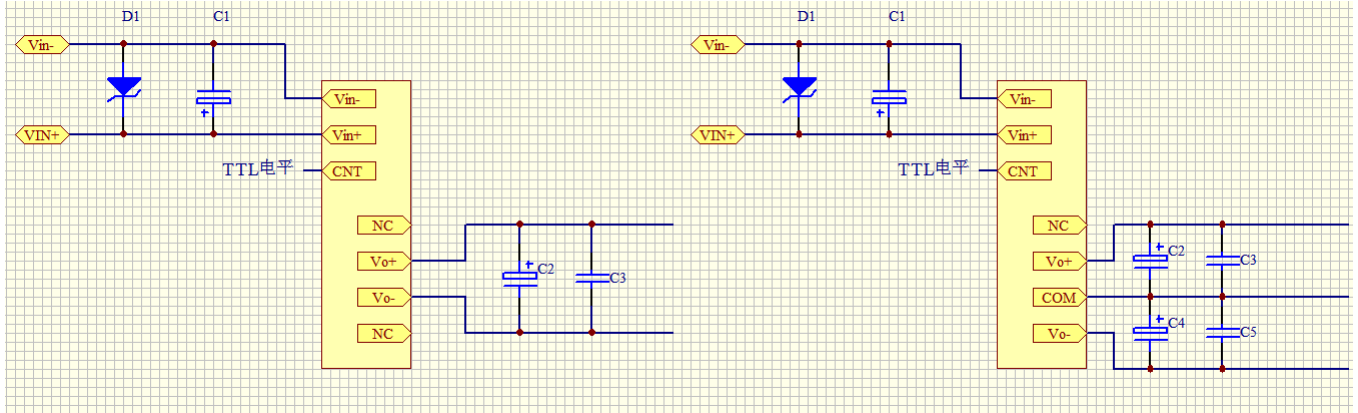 D1 C1
Vin-
Vin-
VIN+
Vin+
TTL电平
CNT
NC
Vo+
C2
C3
Vo-
NC
D1 C1
Vin-
Vin-
VIN+
Vin+
TTL电平
CNT
NC
Vo+
C2
C3
COM
C4
C5
Vo-